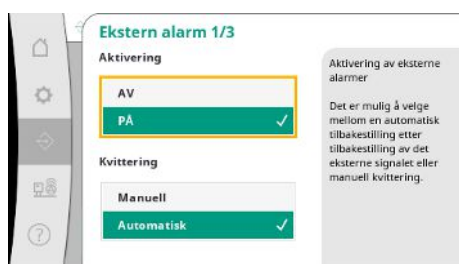 Ekstern alarm 1/3
Aktivering
AV
PÅ
Kvittering
Manuell
Automatisk
Aktivering av eksterne
alarmer
Det er mulig å velge
mellom en automatisk
tilbakestilling etter
tilbakestilling av det
eksterne signalet eller
manuell kvittering.